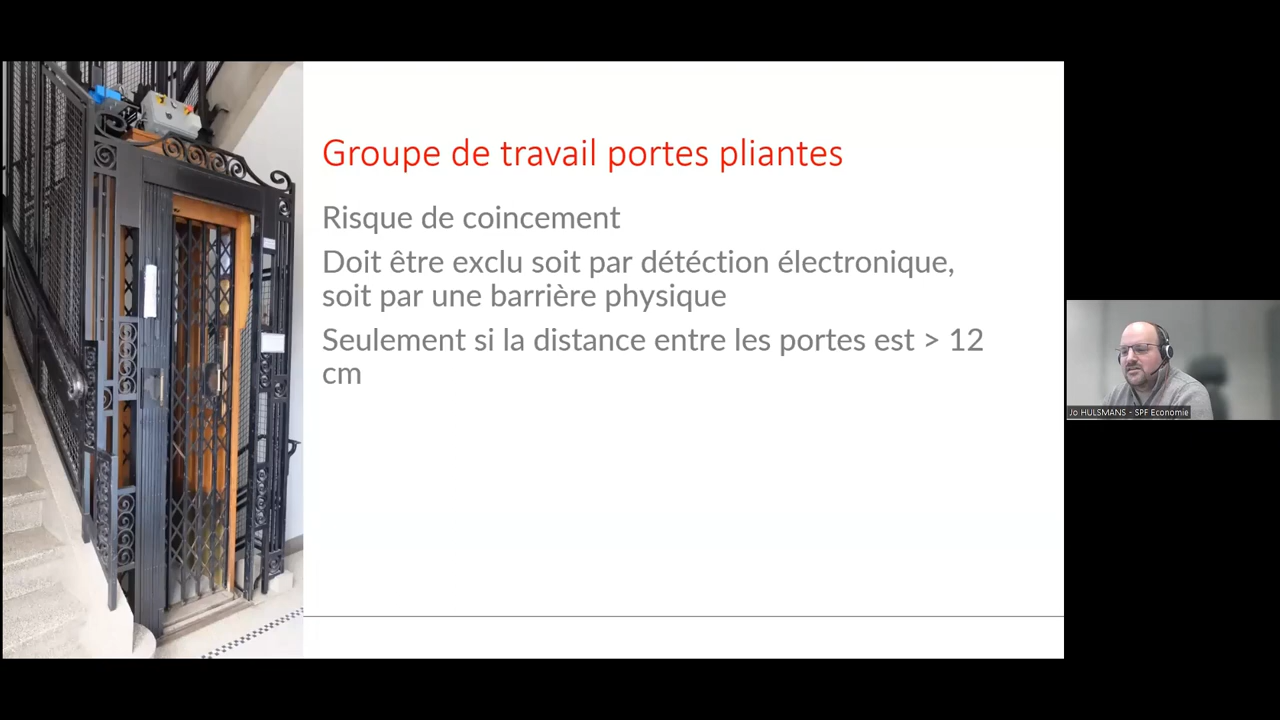 Groupe de travail portes pliantes
Risque de coincement
Doit être exclu soit par détéction électronique,
soit par une barrière physique
Seulement si la distance entre les portes est > 12
cm
Jo HULSMANS - SPF Economie